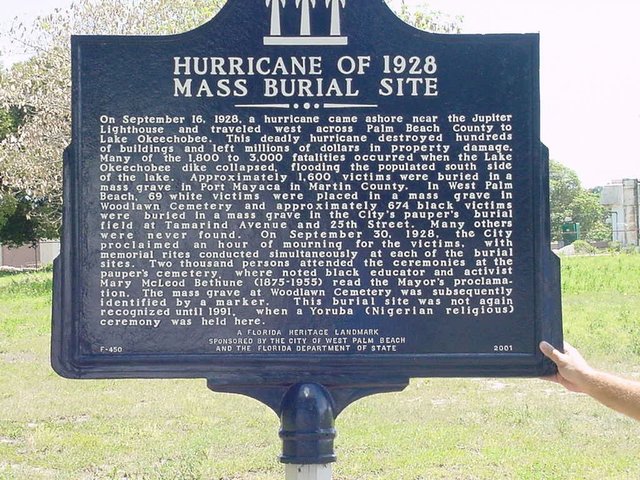 HURRICANE OF 1928
MASS BURIAL SITE
On September 16, 1928, a hurricane came ashore near the Jupiter
Lighthouse and traveled west across Palm Beach County to
Lake Okeechobee. This deadly hurricane destroyed hundreds
of buildings and left millions of dollars in property damage.
Many of the 1,800 to 3,000 fatalities occurred when the Lake
Okeechobee dike collapsed, flooding the populated south side
of the lake. Approximately 1,600 victims were buried in a
mass grave in Port Mayaca in Martin County. In West Palm
Beach, 69 white victims were placed in a mass grave in
Woodlawn Cemetery and approximately 674 black victims
were buried in a mass grave in the City's pauper's burial
field at Tamarind Avenue and 25th Street. Many others
were never found. On September 30, 1928, the City
proclaimed an hour of mourning for the victims, with
memorial rites conducted simultaneously at each of the burial
sites. Two thousand persons attended the ceremonies at the
pauper's cemetery, where noted black educator and activist
Mary McLeod Bethune (1875-1955) read the Mayor's proclama-
tion. The mass grave at Woodlawn Cemetery was subsequently
identified by a marker. This burial site was not again
recognized until 1991, when a Yoruba (Nigerian religious)
ceremony was held here.
A FLORIDA HERITAGE LANDMARK
SPONSORED BY THE CITY OF WEST PALM BEACH
F-450 AND THE FLORIDA DEPARTMENT OF STATE 2001